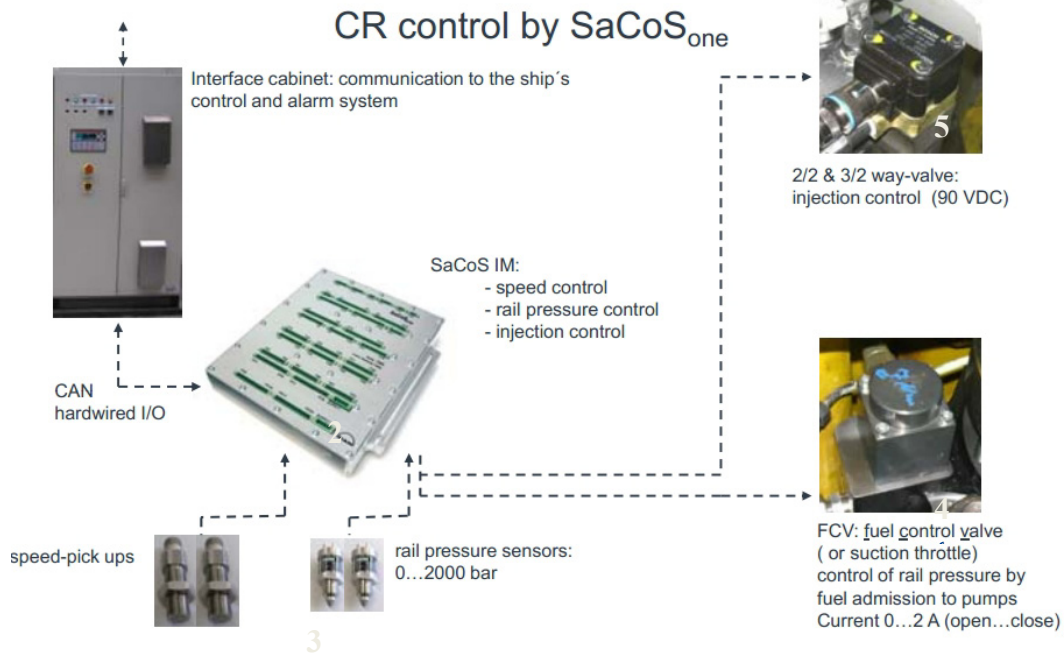 CR control by SaCoSone
Interface cabinet: communication to the ship´s
control and alarm system
5
2/2 & 3/2 way-valve:
injection control (90 VDC)
SaCoS IM:
- speed control
- rail pressure control
- injection control
CAN
hardwired I/O
2
4
speed-pick ups
rail pressure sensors:
0...2000 bar
3
FCV: fuel control valve
( or suction throttle)
control of rail pressure by
fuel admission to pumps
Current 0...2 A (open...close)